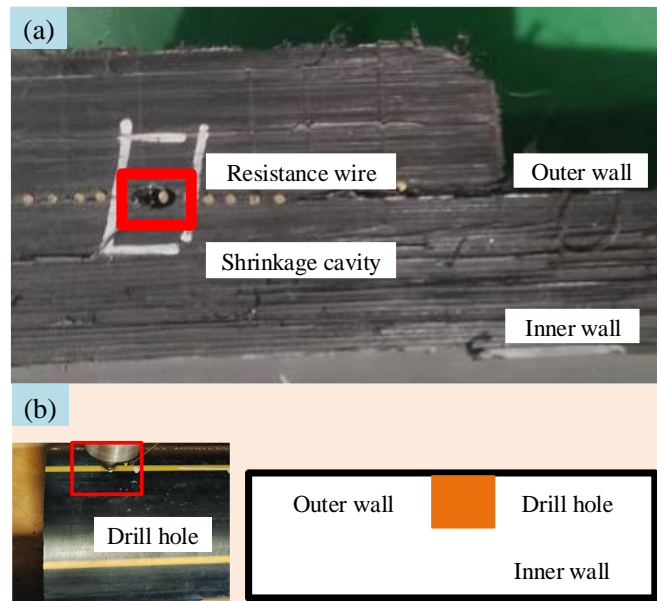 (a)
Resistance wire
Outer wall
Shrinkage cavity
Inner wall
(b)
Drill hole
Outer wall
Drill hole
Inner wall